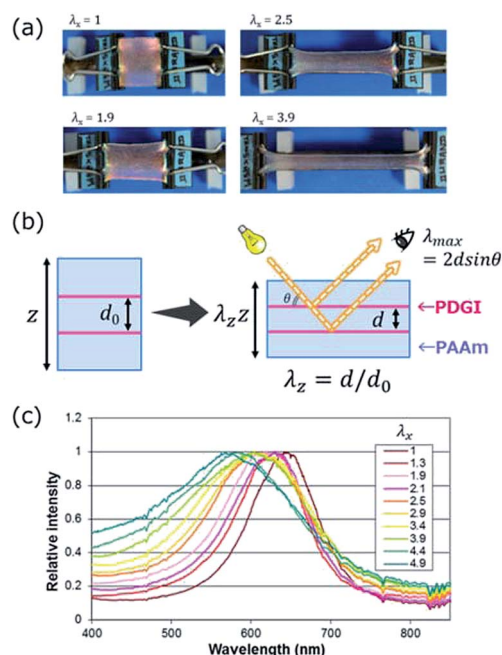 (a)
λx = 1
λx = 2.5
λx = 1.9
λx = 3.9
(b)
z
d0
λz z
θ
d
λmax
= 2dsinθ
←PDGI
←PAAm
λz = d/d0
(c)
Relative Intensity
1.2
1
0.8
0.6
0.4
0.2
0
400
500
600
700
800
Wavelength (nm)
λx
1
1.3
1.9
2.1
2.5
2.9
3.4
3.9
4.4
4.9